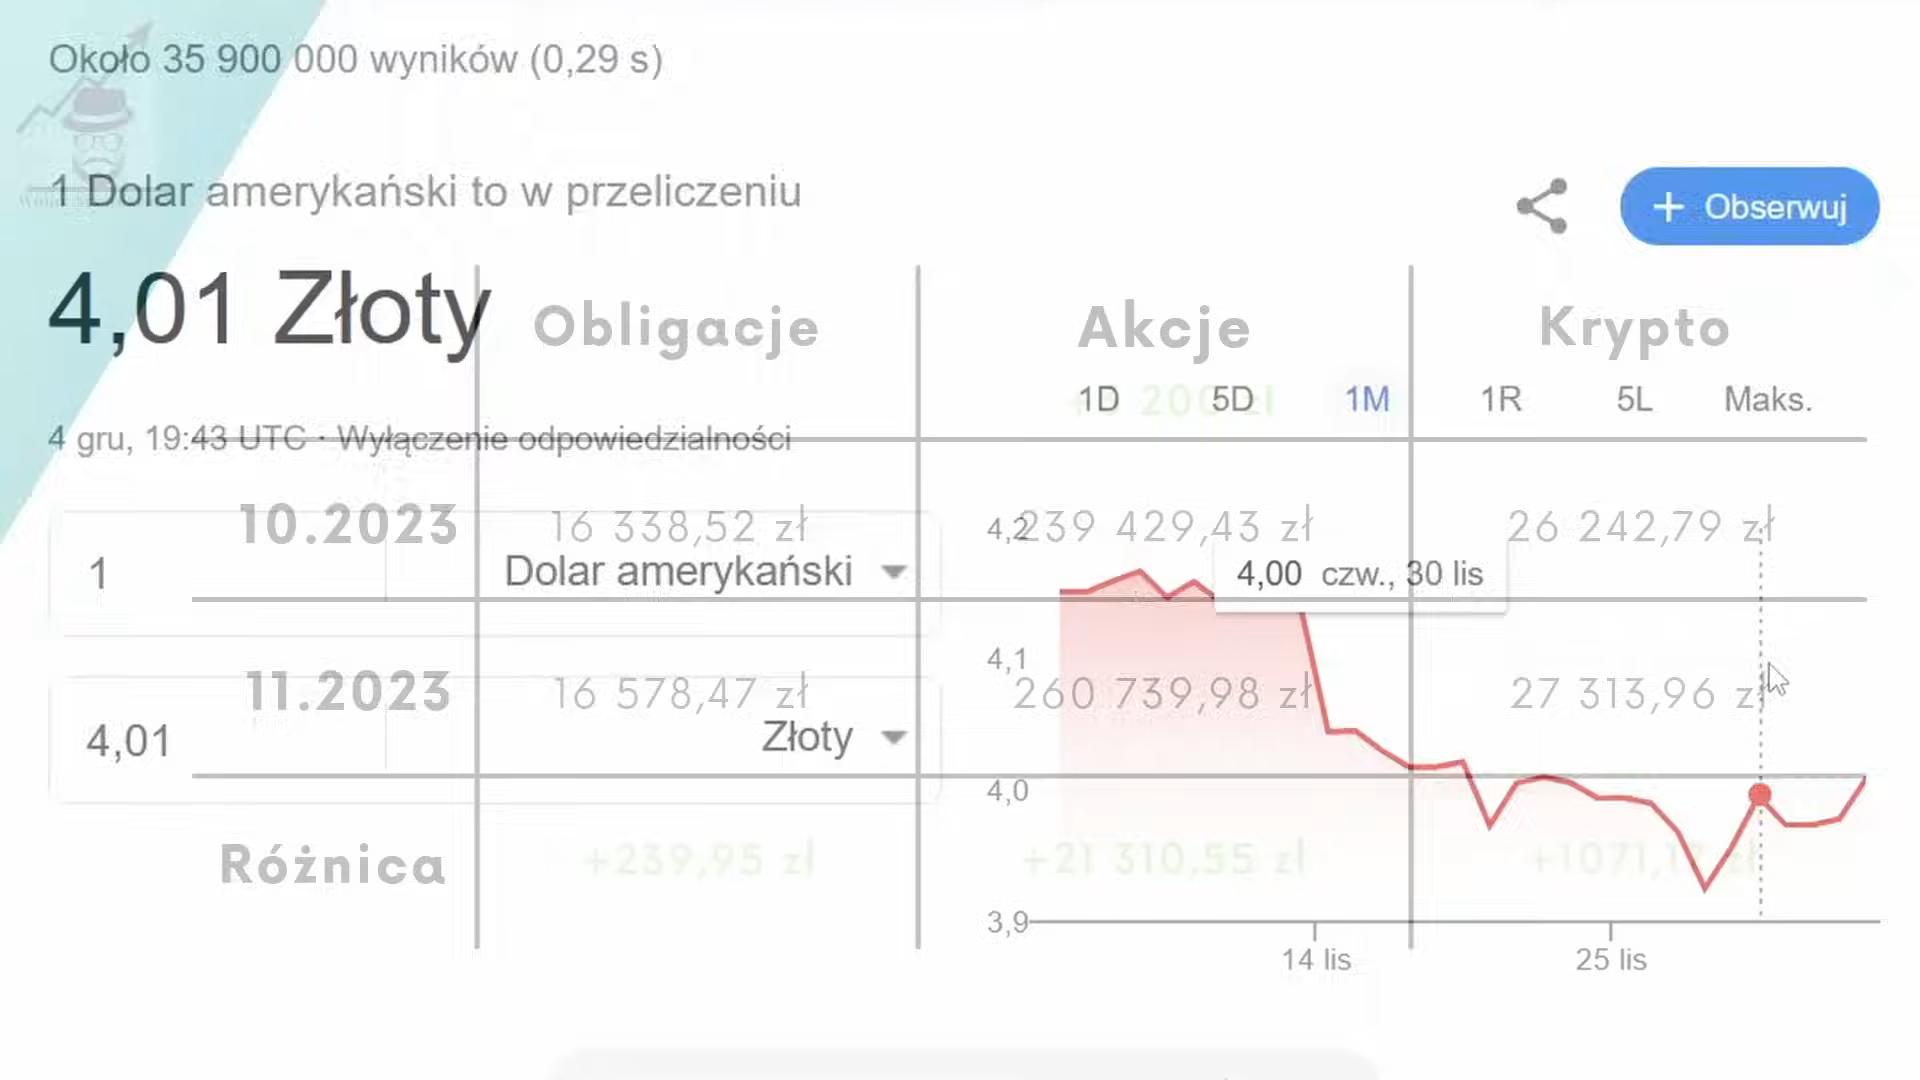 Około 35 900 000 wyników (0,29 s)
1 Dolar amerykański to w przeliczeniu
Obserwuj
4,01 Złoty
Obligacje
Akcje
Krypto
1D 5D 1M 1R 5L Maks.
200 zł
4 gru, 19:43 UTC · Wyłączenie odpowiedzialności
10.2023
16 338,52 zł
239 429,43 zł
26 242,79 zł
4,2
1
Dolar amerykański
4,00 czw., 30 lis
4,1
11.2023
16 578,47 zł
260 739,98 zł
27 313,96 zł
4,01
Złoty
4,0
Różnica
+239,95 zł
+21 310,55 zł
3,9
14 lis
25 lis